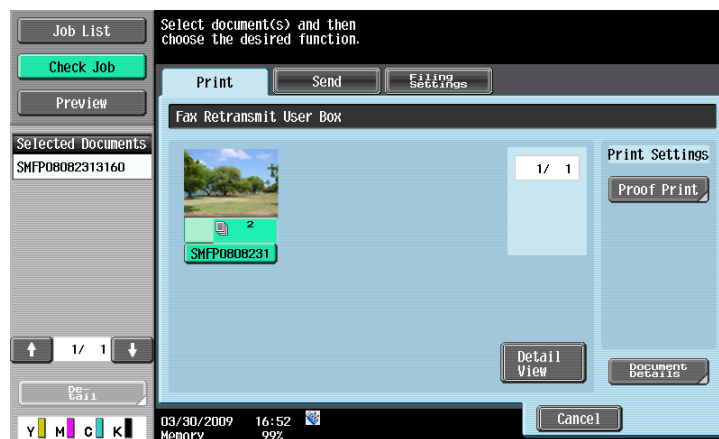 Job List
Check Job
Preview
Selected Documents
SMFP08082313160
1/ 1
De-
tail
Y M C K
Select document(s) and then
choose the desired function.
Print
Send
Filing
Settings
Fax Retransmit User Box
2
SMFP0808231
1/ 1
Detail
View
Print Settings
Proof Print
Document
Details
03/30/2009 16:52
Memory 99%
Cancel